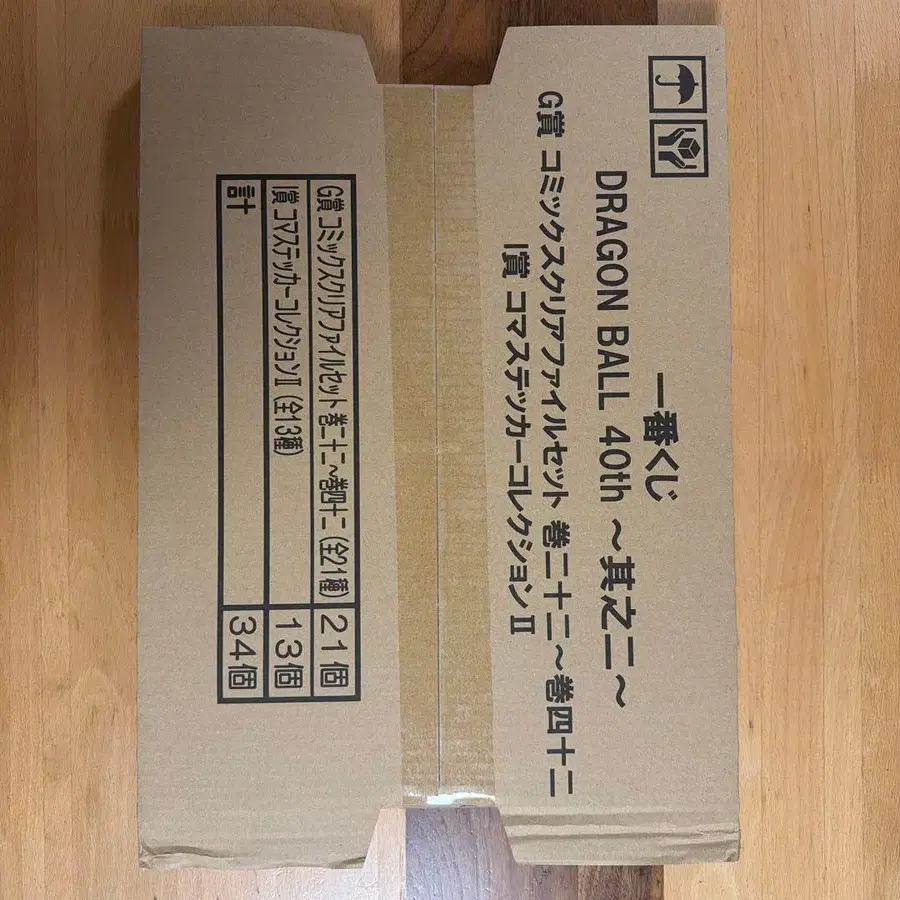 一番くじ
DRAGON BALL 40th ～其之二～
G賞 コミックスクリアファイルセット 巻二十二～巻四十二
I賞 コマステッカーコレクションⅡ
G賞 コミックスクリアファイルセット 巻二十二～巻四十二 (全21種) 21個
I賞 コマステッカーコレクションⅡ (全13種) 13個
計 34個